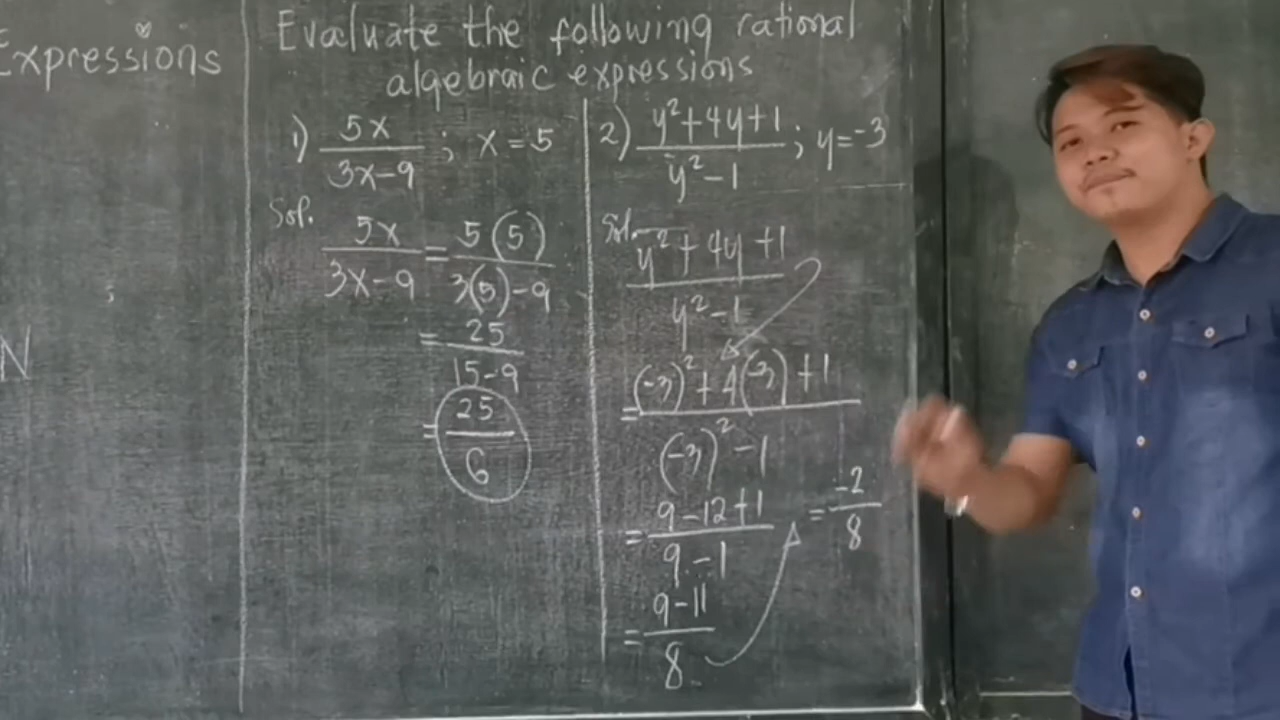 Expressions
N
Evaluate the following rational
algebraic expressions
1) 5x / 3x-9 ; x=5
Sol.
5x / 3x-9 = 5(5) / 3(5)-9
= 25 / 15-9
= 25 / 6
2) y²+4y+1 / y²-1 ; y=-3
Sol.
y²+4y+1 / y²-1
= (-3)²+4(-3)+1 / (-3)²-1
= 9-12+1 / 9-1
= 9-11 / 8
= -2 / 8